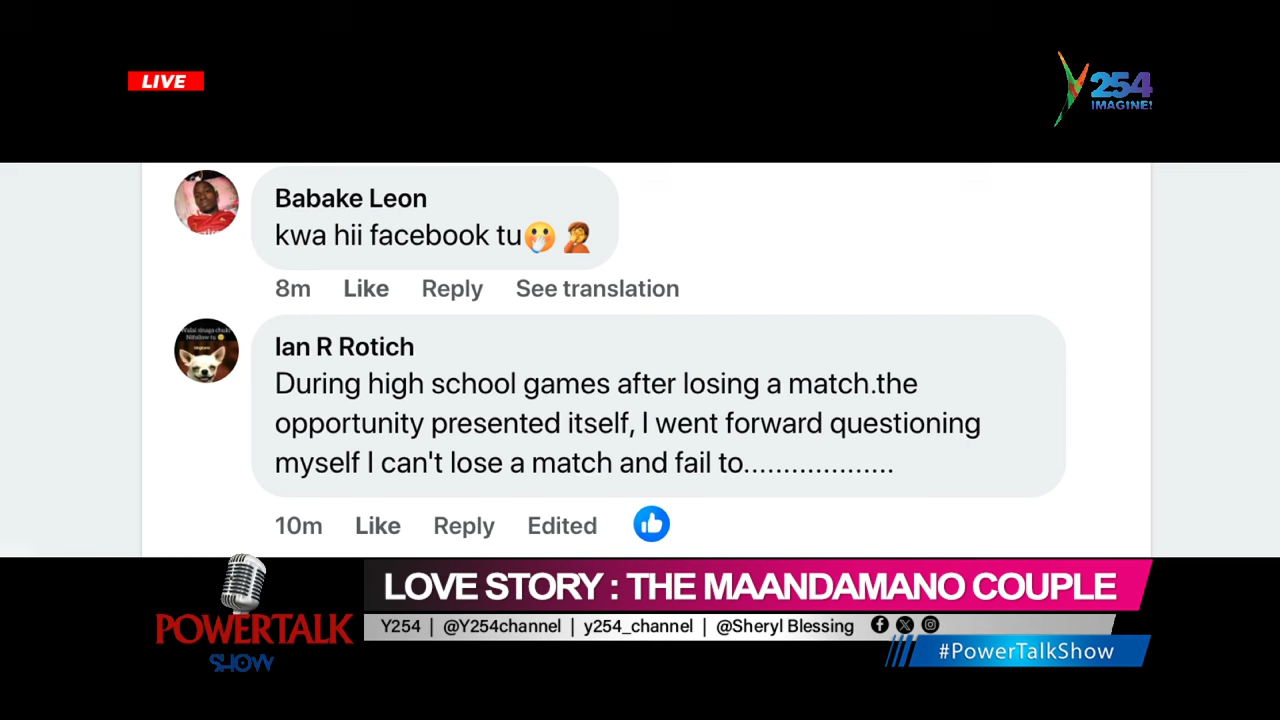 LIVE
Y254
IMAGINE!
Babake Leon
kwa hii facebook tu🫢 🤦
8m Like Reply See translation
Ian R Rotich
During high school games after losing a match.the
opportunity presented itself, I went forward questioning
myself I can't lose a match and fail to...................
10m Like Reply Edited
LOVE STORY : THE MAANDAMANO COUPLE
POWERTALK
SHOW
Y254 | @Y254channel | y254_channel | @Sheryl Blessing
#PowerTalkShow